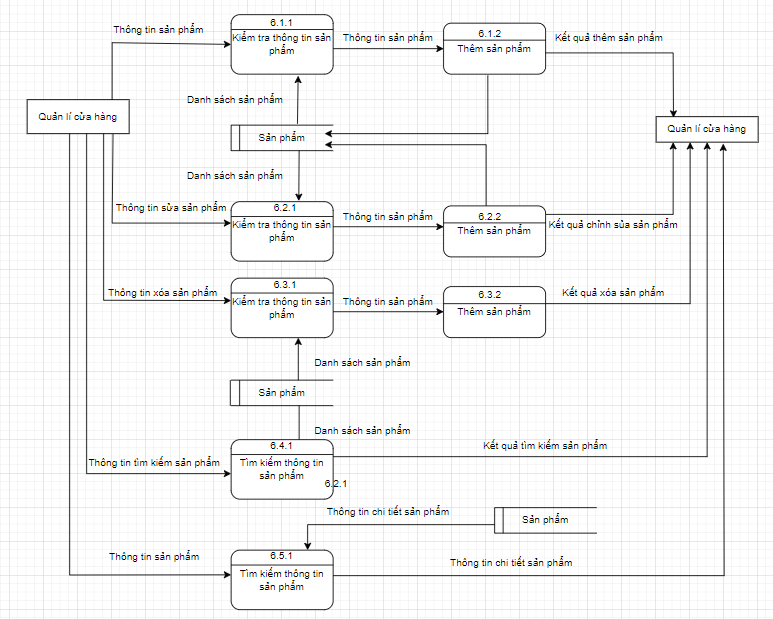 6.1.1
Thông tin sản phẩm
Kiểm tra thông tin sản
phẩm
Thông tin sản phẩm
6.1.2
Thêm sản phẩm
Kết quả thêm sản phẩm
Danh sách sản phẩm
Quản lí cửa hàng
Sản phẩm
Quản lí cửa hàng
Danh sách sản phẩm
Thông tin sửa sản phẩm
6.2.1
Kiểm tra thông tin sản
phẩm
Thông tin sản phẩm
6.2.2
Thêm sản phẩm
Kết quả chỉnh sủa sản phẩm
Thông tin xóa sản phẩm
6.3.1
Kiểm tra thông tin sản
phẩm
Thông tin sản phẩm
6.3.2
Thêm sản phẩm
Kết quả xóa sản phẩm
Danh sách sản phẩm
Sản phẩm
Danh sách sản phẩm
6.4.1
Kết quả tìm kiếm sản phẩm
Thông tin tìm kiếm sản phẩm
Tìm kiếm thông tin
sản phẩm
6.2.1
Thông tin chi tiết sản phẩm
Sản phẩm
Thông tin sản phẩm
6.5.1
Tìm kiếm thông tin
sản phẩm
Thông tin chi tiết sản phẩm